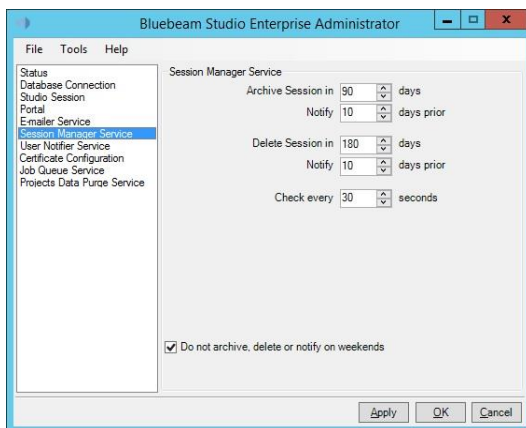 Bluebeam Studio Enterprise Administrator
File Tools Help
Status
Database Connection
Studio Session
Portal
E-mailer Service
Session Manager Service
User Notifier Service
Certificate Configuration
Job Queue Service
Projects Data Purge Service
Session Manager Service
Archive Session in 90 days
Notify 10 days prior
Delete Session in 180 days
Notify 10 days prior
Check every 30 seconds
Do not archive, delete or notify on weekends
Apply OK Cancel